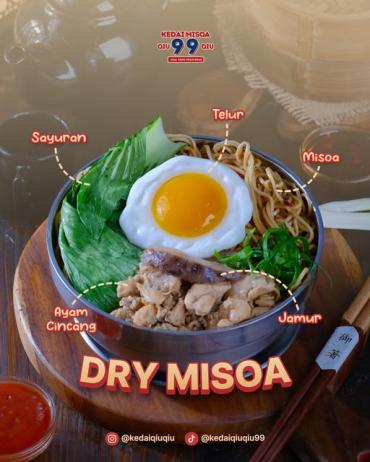 KEDAI MISOA
QIU 99 QIU
Telur
Sayuran
Misoa
Ayam
Cincang
Jamur
DRY MISOA
@kedaiqiuqiu @kedaiqiuqiu99